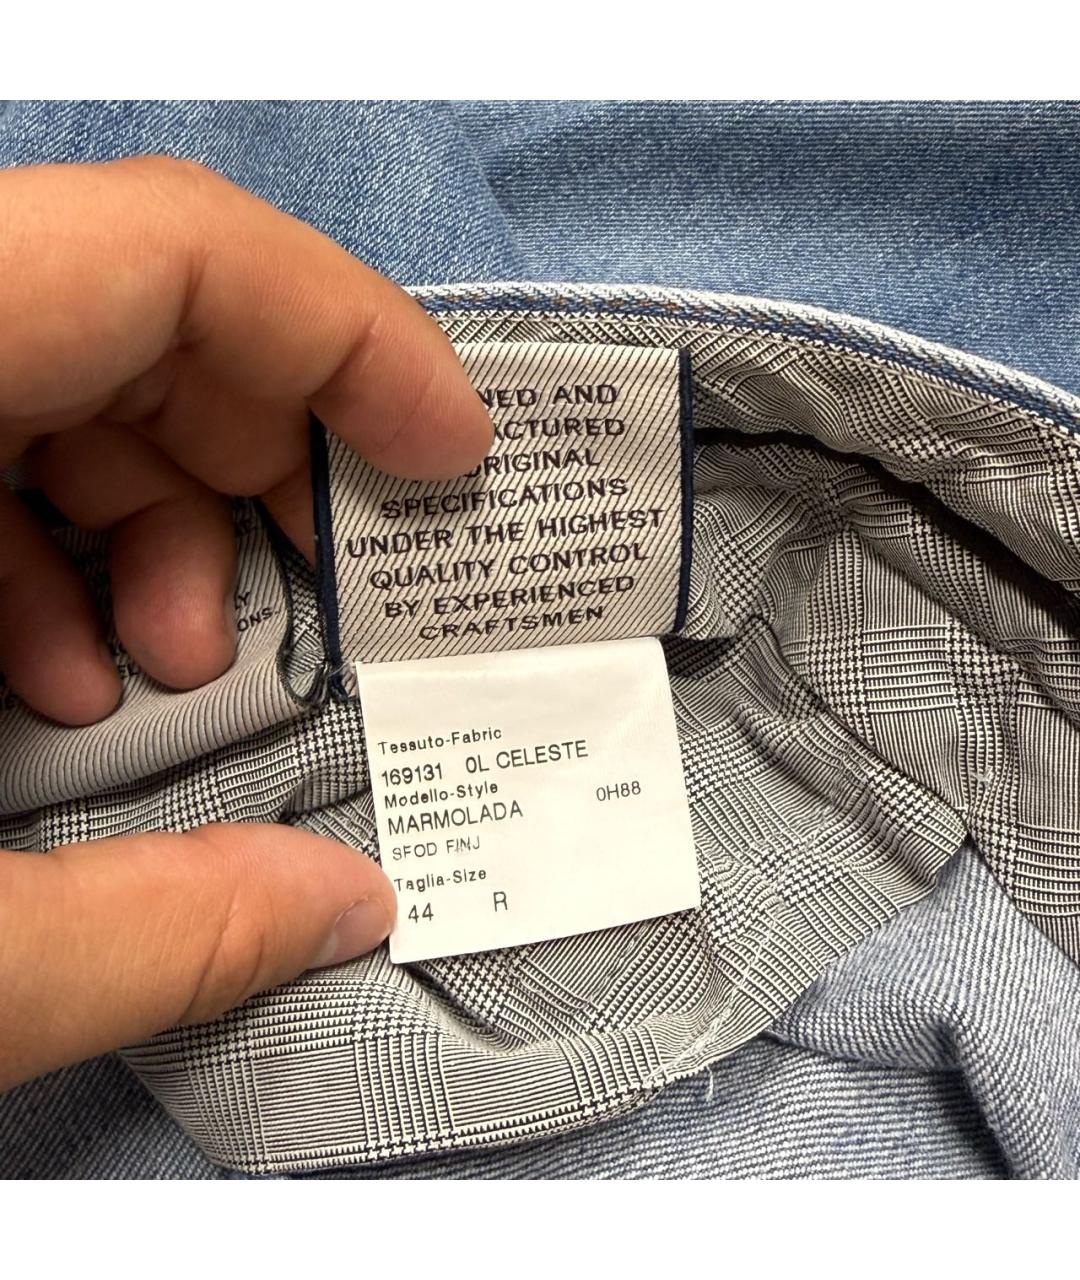 NED AND
ACTURED
ORIGINAL
SPECIFICATIONS
UNDER THE HIGHEST
QUALITY CONTROL
BY EXPERIENCED
CRAFTSMEN
Tessuto-Fabric
169131 0L CELESTE
Modello-Style
0H88
MARMOLADA
SFOD FINJ
Taglia-Size
44 R